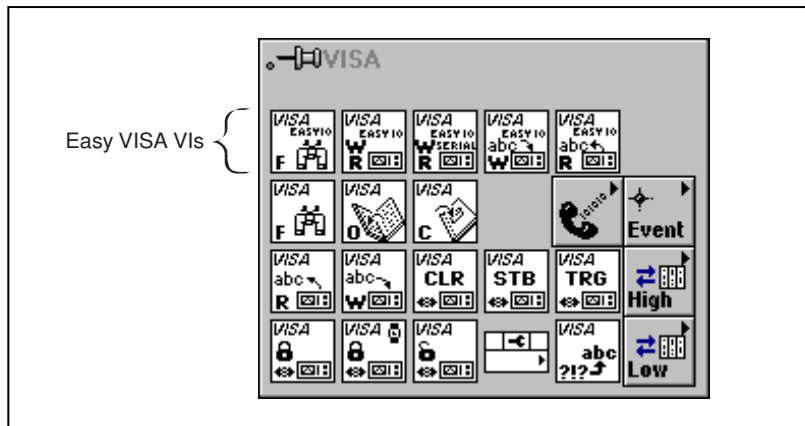 VISA
Easy VISA VIs
VISA EASY IO F
VISA EASY IO W R
VISA EASY IO W SERIAL R
VISA EASY IO abc W
VISA EASY IO abc R
VISA F
VISA O
VISA C
Event
VISA abc R
VISA abc W
VISA CLR
VISA STB
VISA TRG
High
VISA
VISA
VISA
VISA abc ?!?
Low